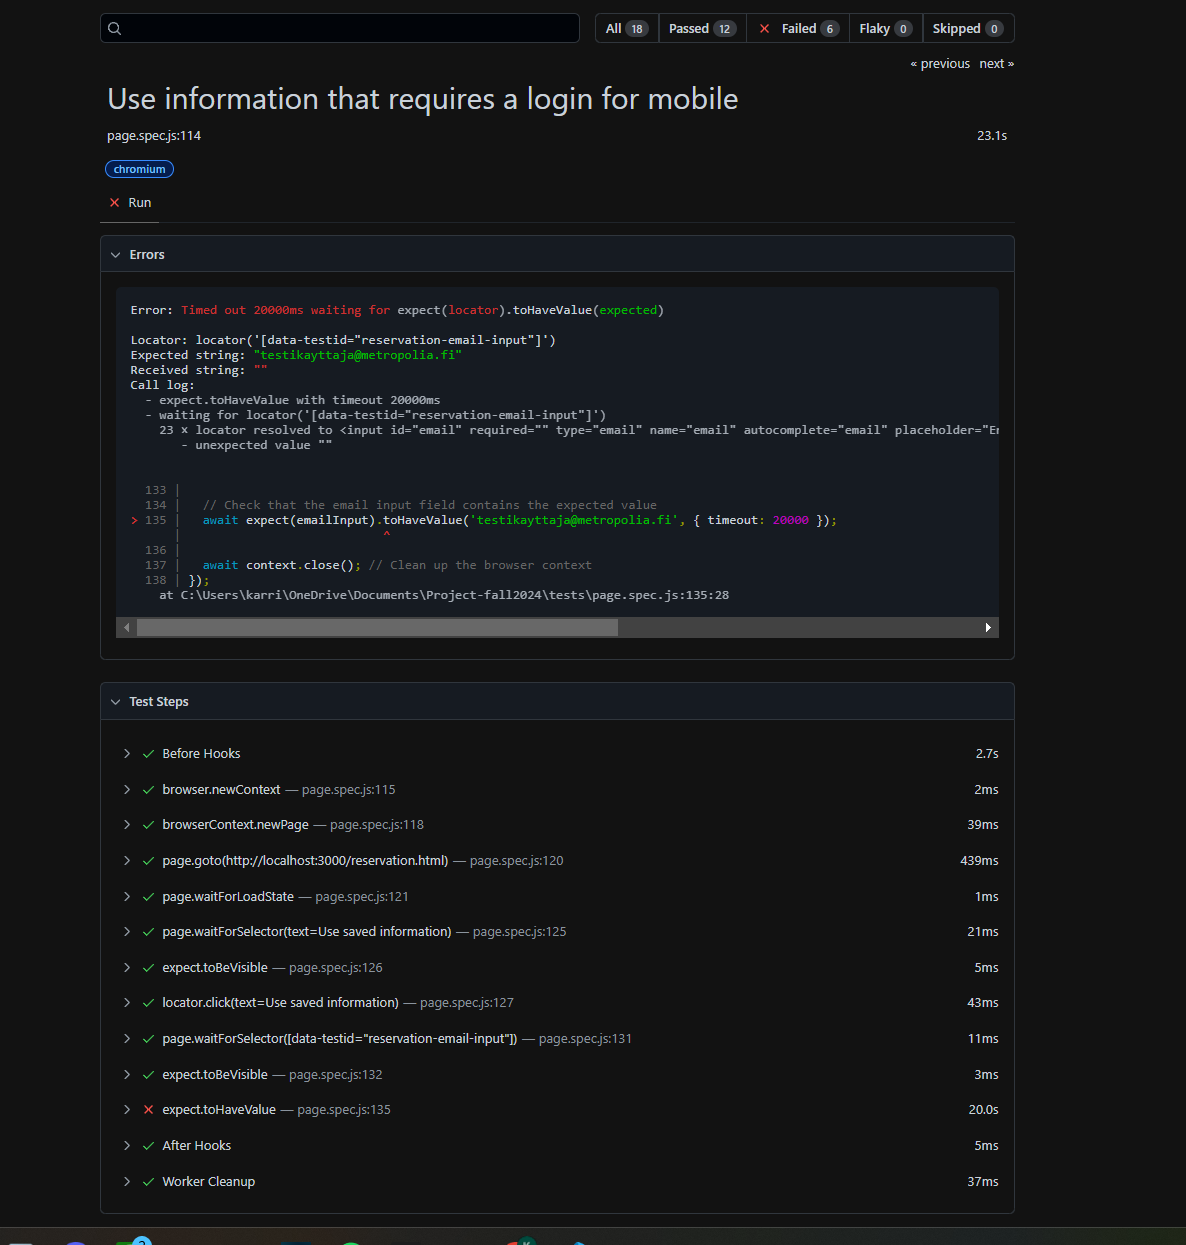 All 18 Passed 12 Failed 6 Flaky 0 Skipped 0
« previous next »
Use information that requires a login for mobile
page.spec.js:114 23.1s
chromium
Run
Errors
Error: Timed out 20000ms waiting for expect(locator).toHaveValue(expected)
Locator: locator('[data-testid="reservation-email-input"]')
Expected string: "testikayttaja@metropolia.fi"
Received string: ""
Call log:
- expect.toHaveValue with timeout 20000ms
- waiting for locator('[data-testid="reservation-email-input"]')
23 × locator resolved to <input id="email" required="" type="email" name="email" autocomplete="email" placeholder="En
- unexpected value ""
133 |
134 | // Check that the email input field contains the expected value
> 135 | await expect(emailInput).toHaveValue('testikayttaja@metropolia.fi', { timeout: 20000 });
| ^
136 |
137 | await context.close(); // Clean up the browser context
138 | });
at C:\Users\karri\OneDrive\Documents\Project-fall2024\tests\page.spec.js:135:28
Test Steps
Before Hooks 2.7s
browser.newContext — page.spec.js:115 2ms
browserContext.newPage — page.spec.js:118 39ms
page.goto(http://localhost:3000/reservation.html) — page.spec.js:120 439ms
page.waitForLoadState — page.spec.js:121 1ms
page.waitForSelector(text=Use saved information) — page.spec.js:125 21ms
expect.toBeVisible — page.spec.js:126 5ms
locator.click(text=Use saved information) — page.spec.js:127 43ms
page.waitForSelector([data-testid="reservation-email-input"]) — page.spec.js:131 11ms
expect.toBeVisible — page.spec.js:132 3ms
expect.toHaveValue — page.spec.js:135 20.0s
After Hooks 5ms
Worker Cleanup 37ms